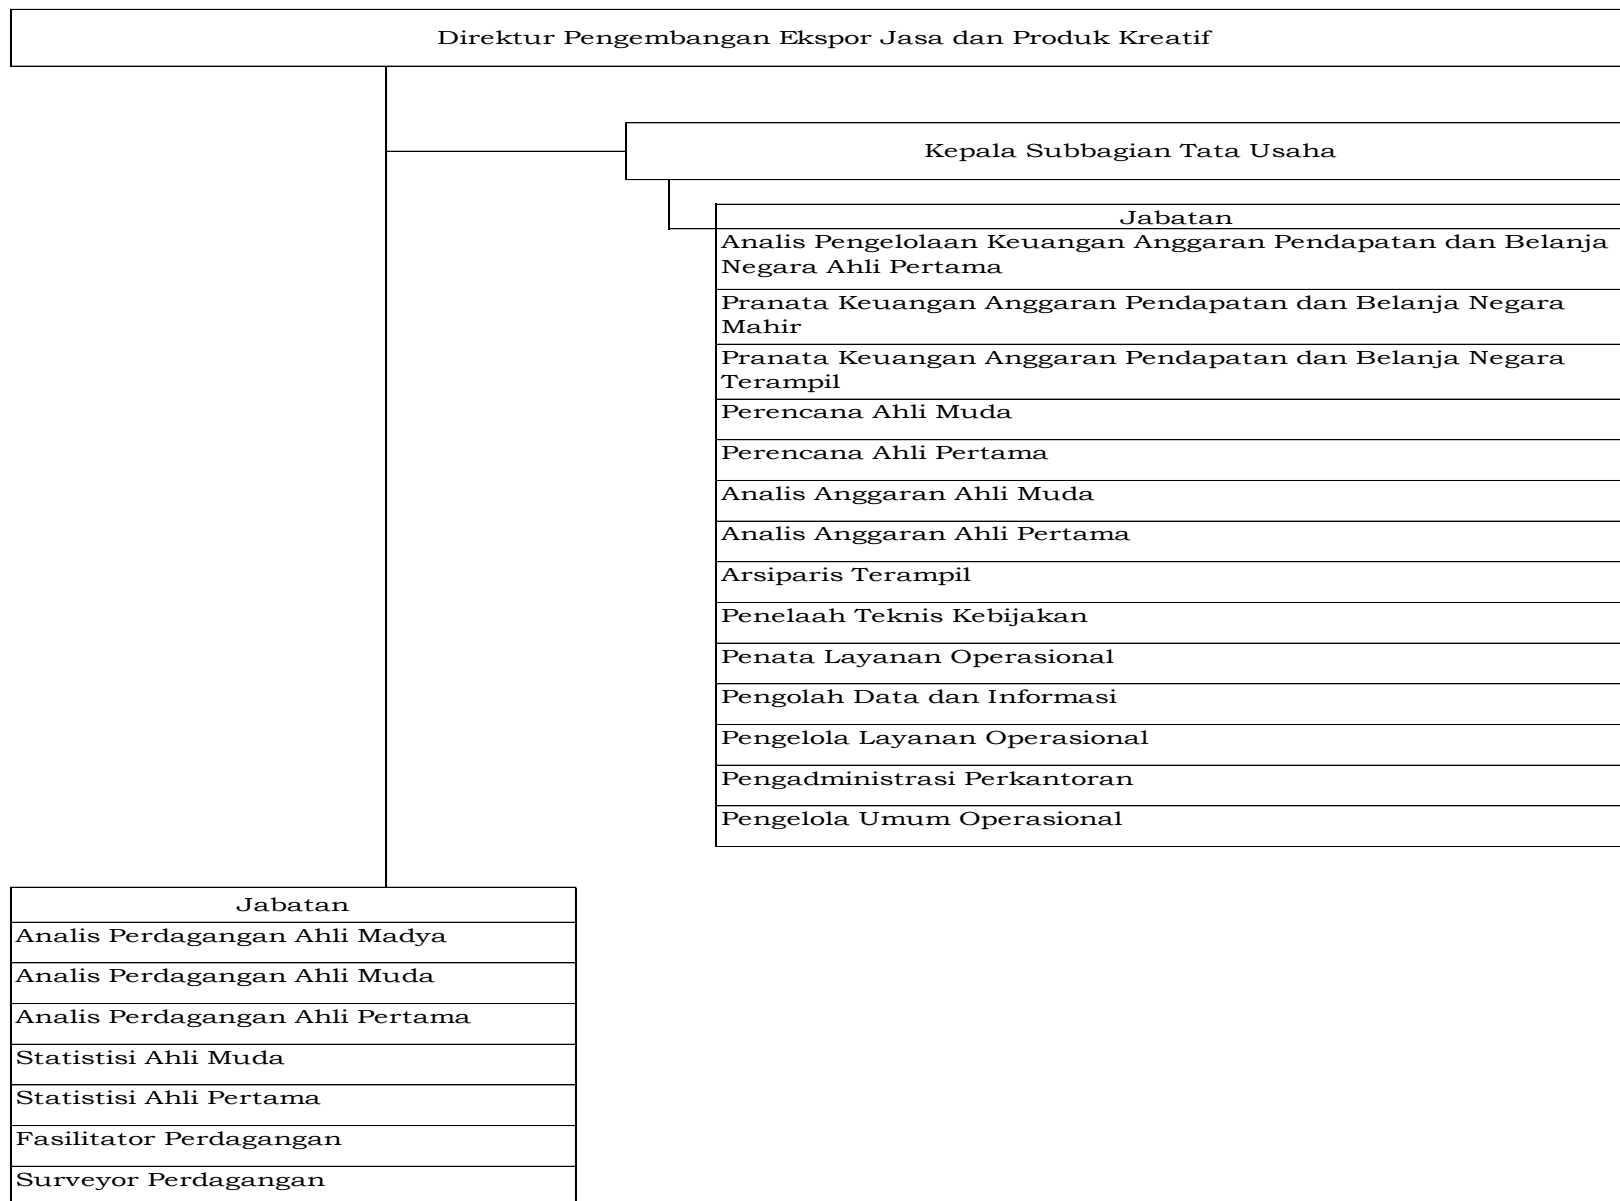 Direktur Pengembangan Ekspor Jasa dan Produk Kreatif
Kepala Subbagian Tata Usaha
Jabatan
Analis Pengelolaan Keuangan Anggaran Pendapatan dan Belanja
Negara Ahli Pertama
Pranata Keuangan Anggaran Pendapatan dan Belanja Negara
Mahir
Pranata Keuangan Anggaran Pendapatan dan Belanja Negara
Terampil
Perencana Ahli Muda
Perencana Ahli Pertama
Analis Anggaran Ahli Muda
Analis Anggaran Ahli Pertama
Arsiparis Terampil
Penelaah Teknis Kebijakan
Penata Layanan Operasional
Pengolah Data dan Informasi
Pengelola Layanan Operasional
Pengadministrasi Perkantoran
Pengelola Umum Operasional
Jabatan
Analis Perdagangan Ahli Madya
Analis Perdagangan Ahli Muda
Analis Perdagangan Ahli Pertama
Statistisi Ahli Muda
Statistisi Ahli Pertama
Fasilitator Perdagangan
Surveyor Perdagangan